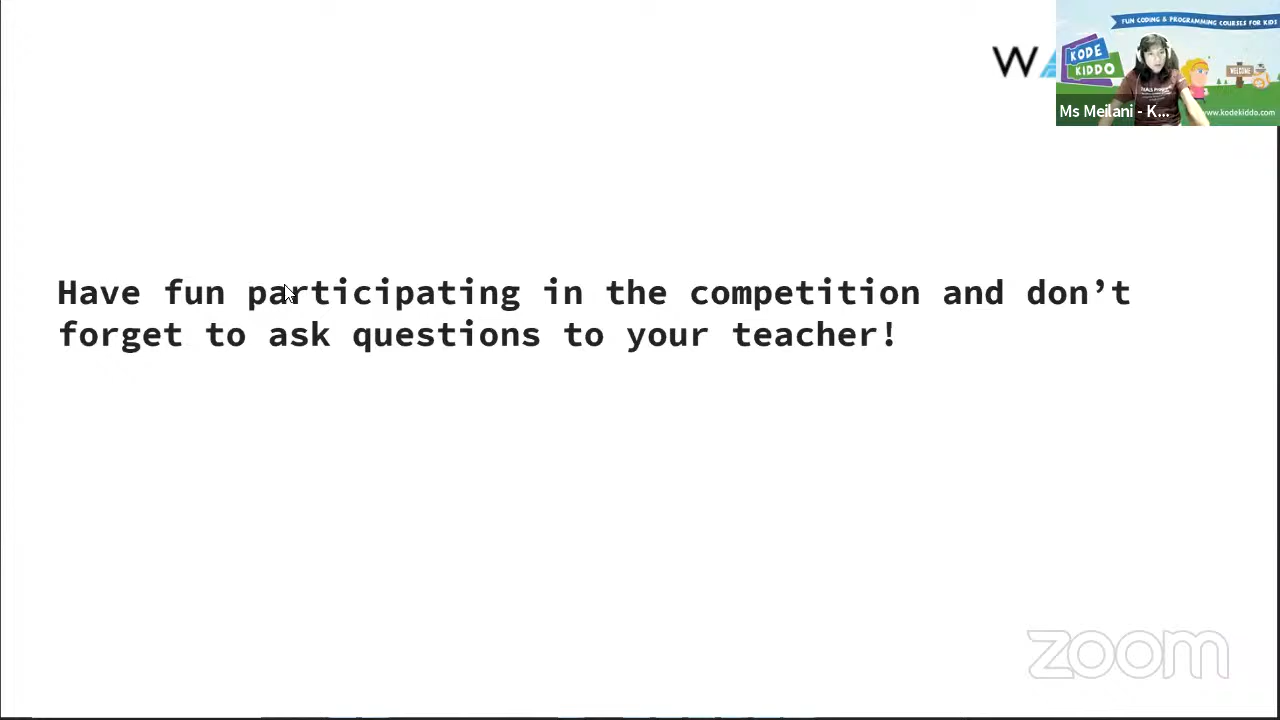 FUN CODING & PROGRAMMING COURSES FOR KIDS
W
KODE
KIDDO
WELCOME
Ms Meilani - K...
www.kodekiddo.com
Have fun participating in the competition and don’t
forget to ask questions to your teacher!
zoom